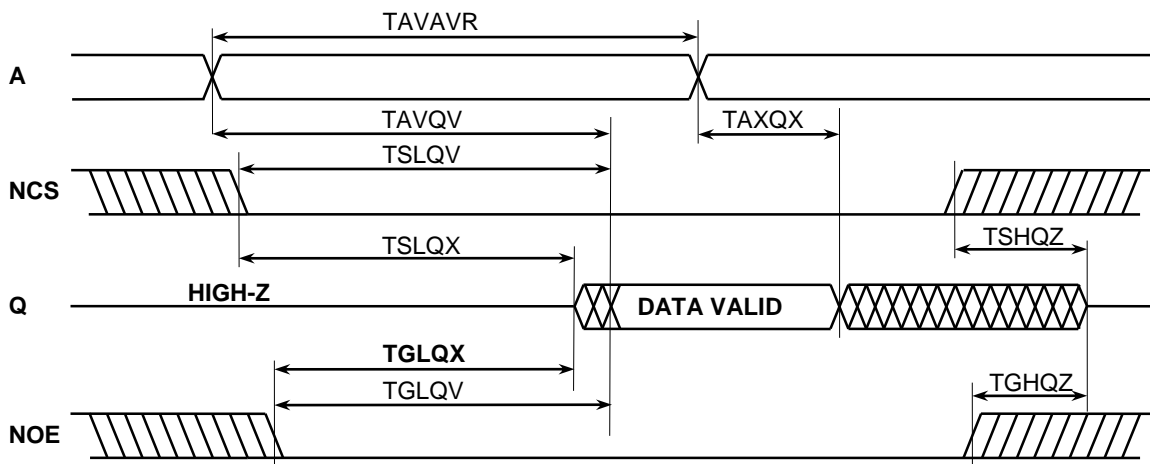 TAVAVR
A
TAVQV TAXQX
TSLQV
NCS
TSLQX TSHQZ
HIGH-Z
Q DATA VALID
TGLQX
TGLQV TGHQZ
NOE